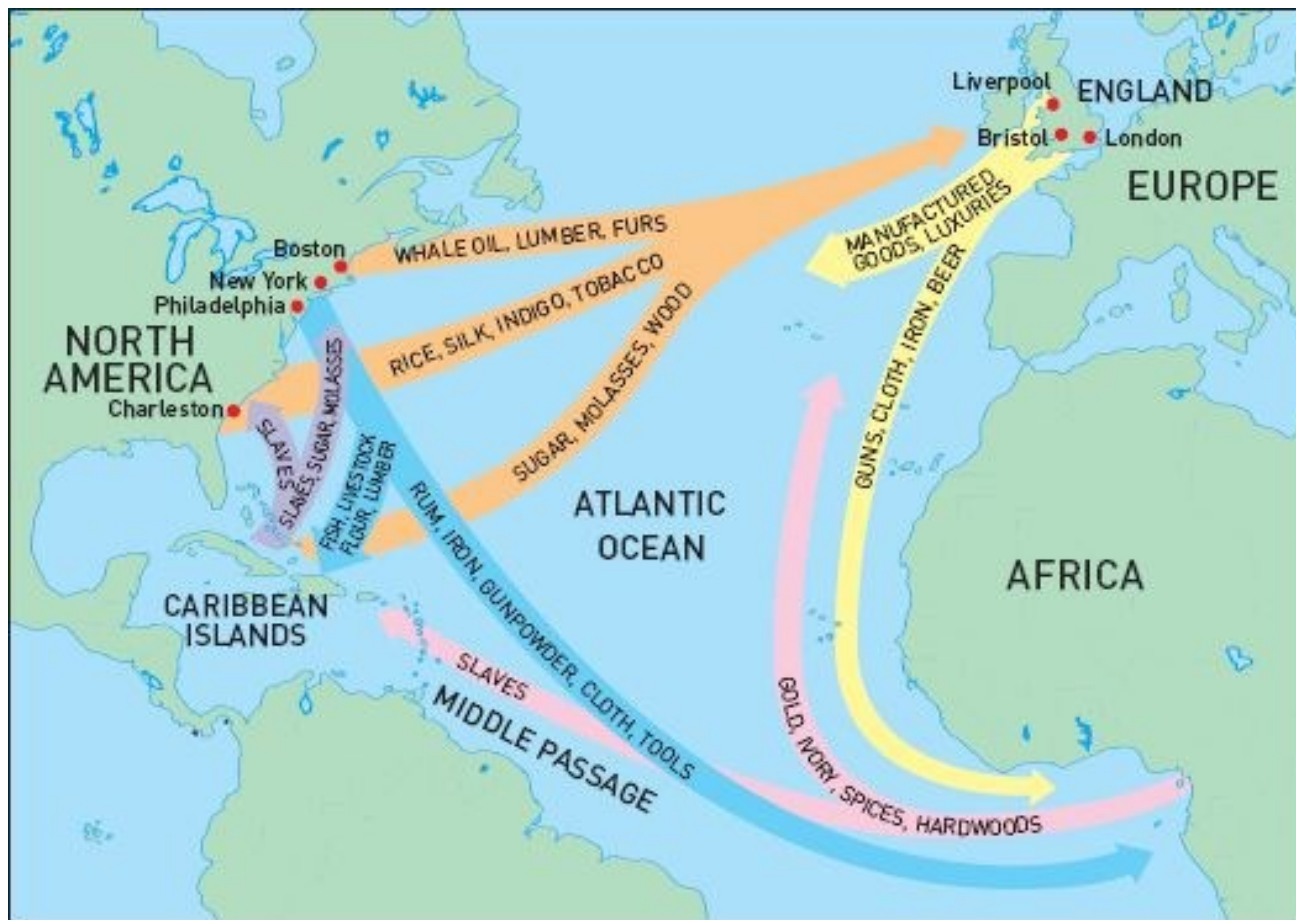 Liverpool
ENGLAND
Bristol
London
EUROPE
MANUFACTURED
GOODS, LUXURIES
WHALE OIL, LUMBER, FURS
Boston
New York
Philadelphia
NORTH
AMERICA
Charleston
RICE, SILK, INDIGO, TOBACCO
SUGAR, MOLASSES, WOOD
GUNS, CLOTH, IRON, BEER
SLAVES
SLAVES, SUGAR, MOLASSES
FISH, LIVESTOCK
FLOUR, LUMBER
RUM, IRON, GUNPOWDER, CLOTH, TOOLS
ATLANTIC
OCEAN
AFRICA
CARIBBEAN
ISLANDS
SLAVES
MIDDLE PASSAGE
GOLD, IVORY, SPICES, HARDWOODS